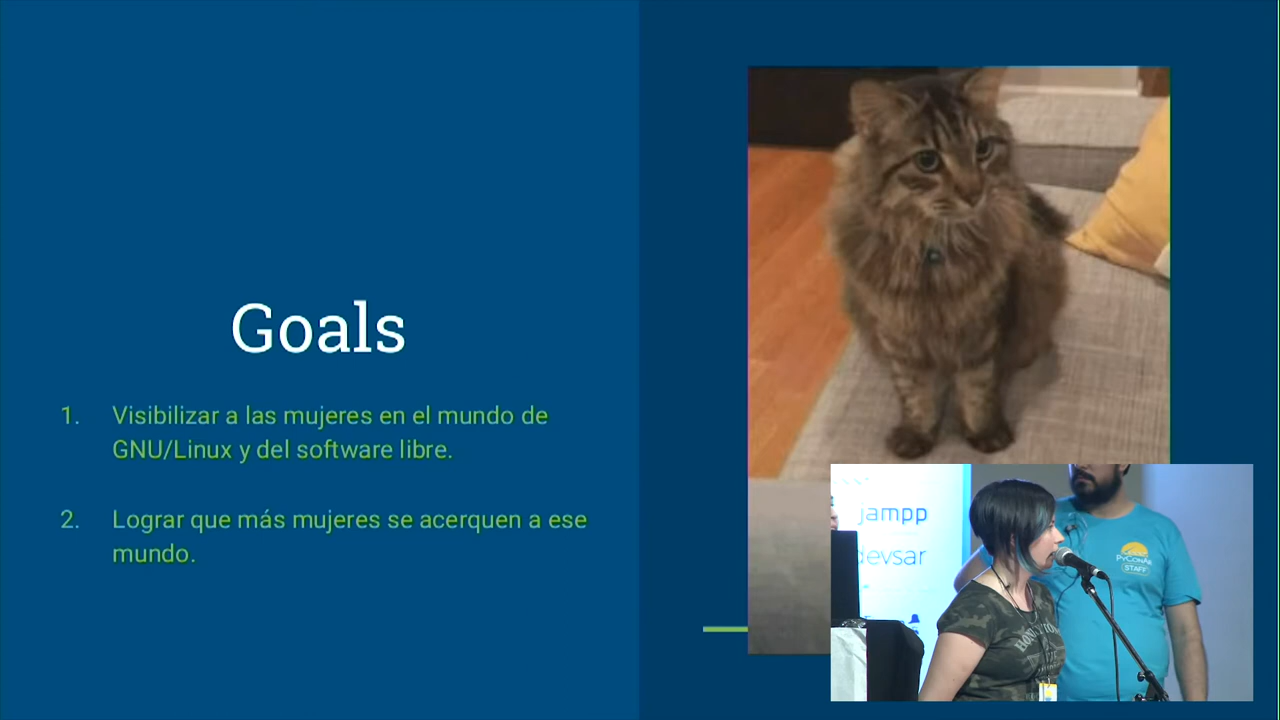 Goals
1. Visibilizar a las mujeres en el mundo de
GNU/Linux y del software libre.
2. Lograr que más mujeres se acerquen a ese
mundo.
jampp
devsar
PyConAr
STAFF